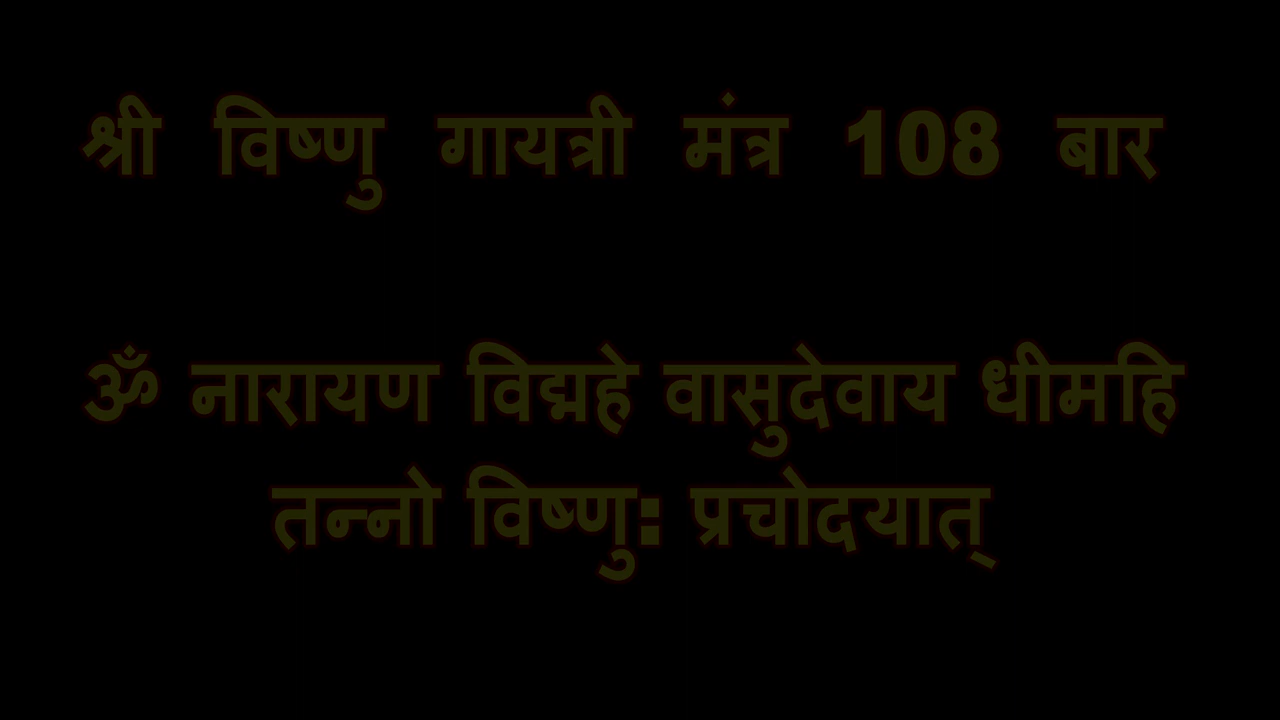 श्री विष्णु गायत्री मंत्र 108 बार
ॐ नारायण विद्महे वासुदेवाय धीमहि
तन्नो विष्णु: प्रचोदयात्